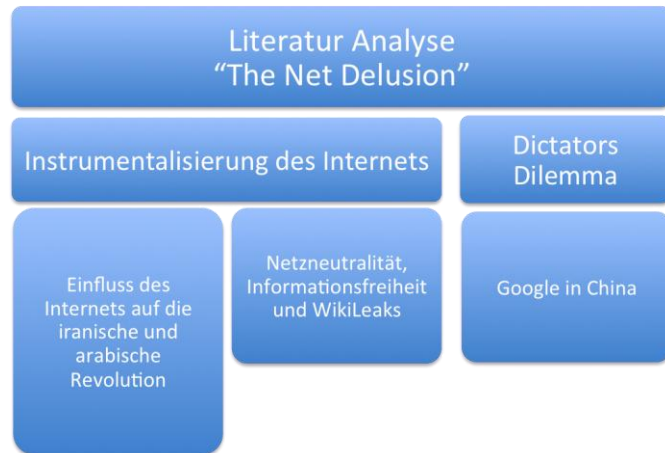 Literatur Analyse
“The Net Delusion”
Instrumentalisierung des Internets
Dictators
Dilemma
Einfluss des
Internets auf die
iranische und
arabische
Revolution
Netzneutralität,
Informationsfreiheit
und WikiLeaks
Google in China